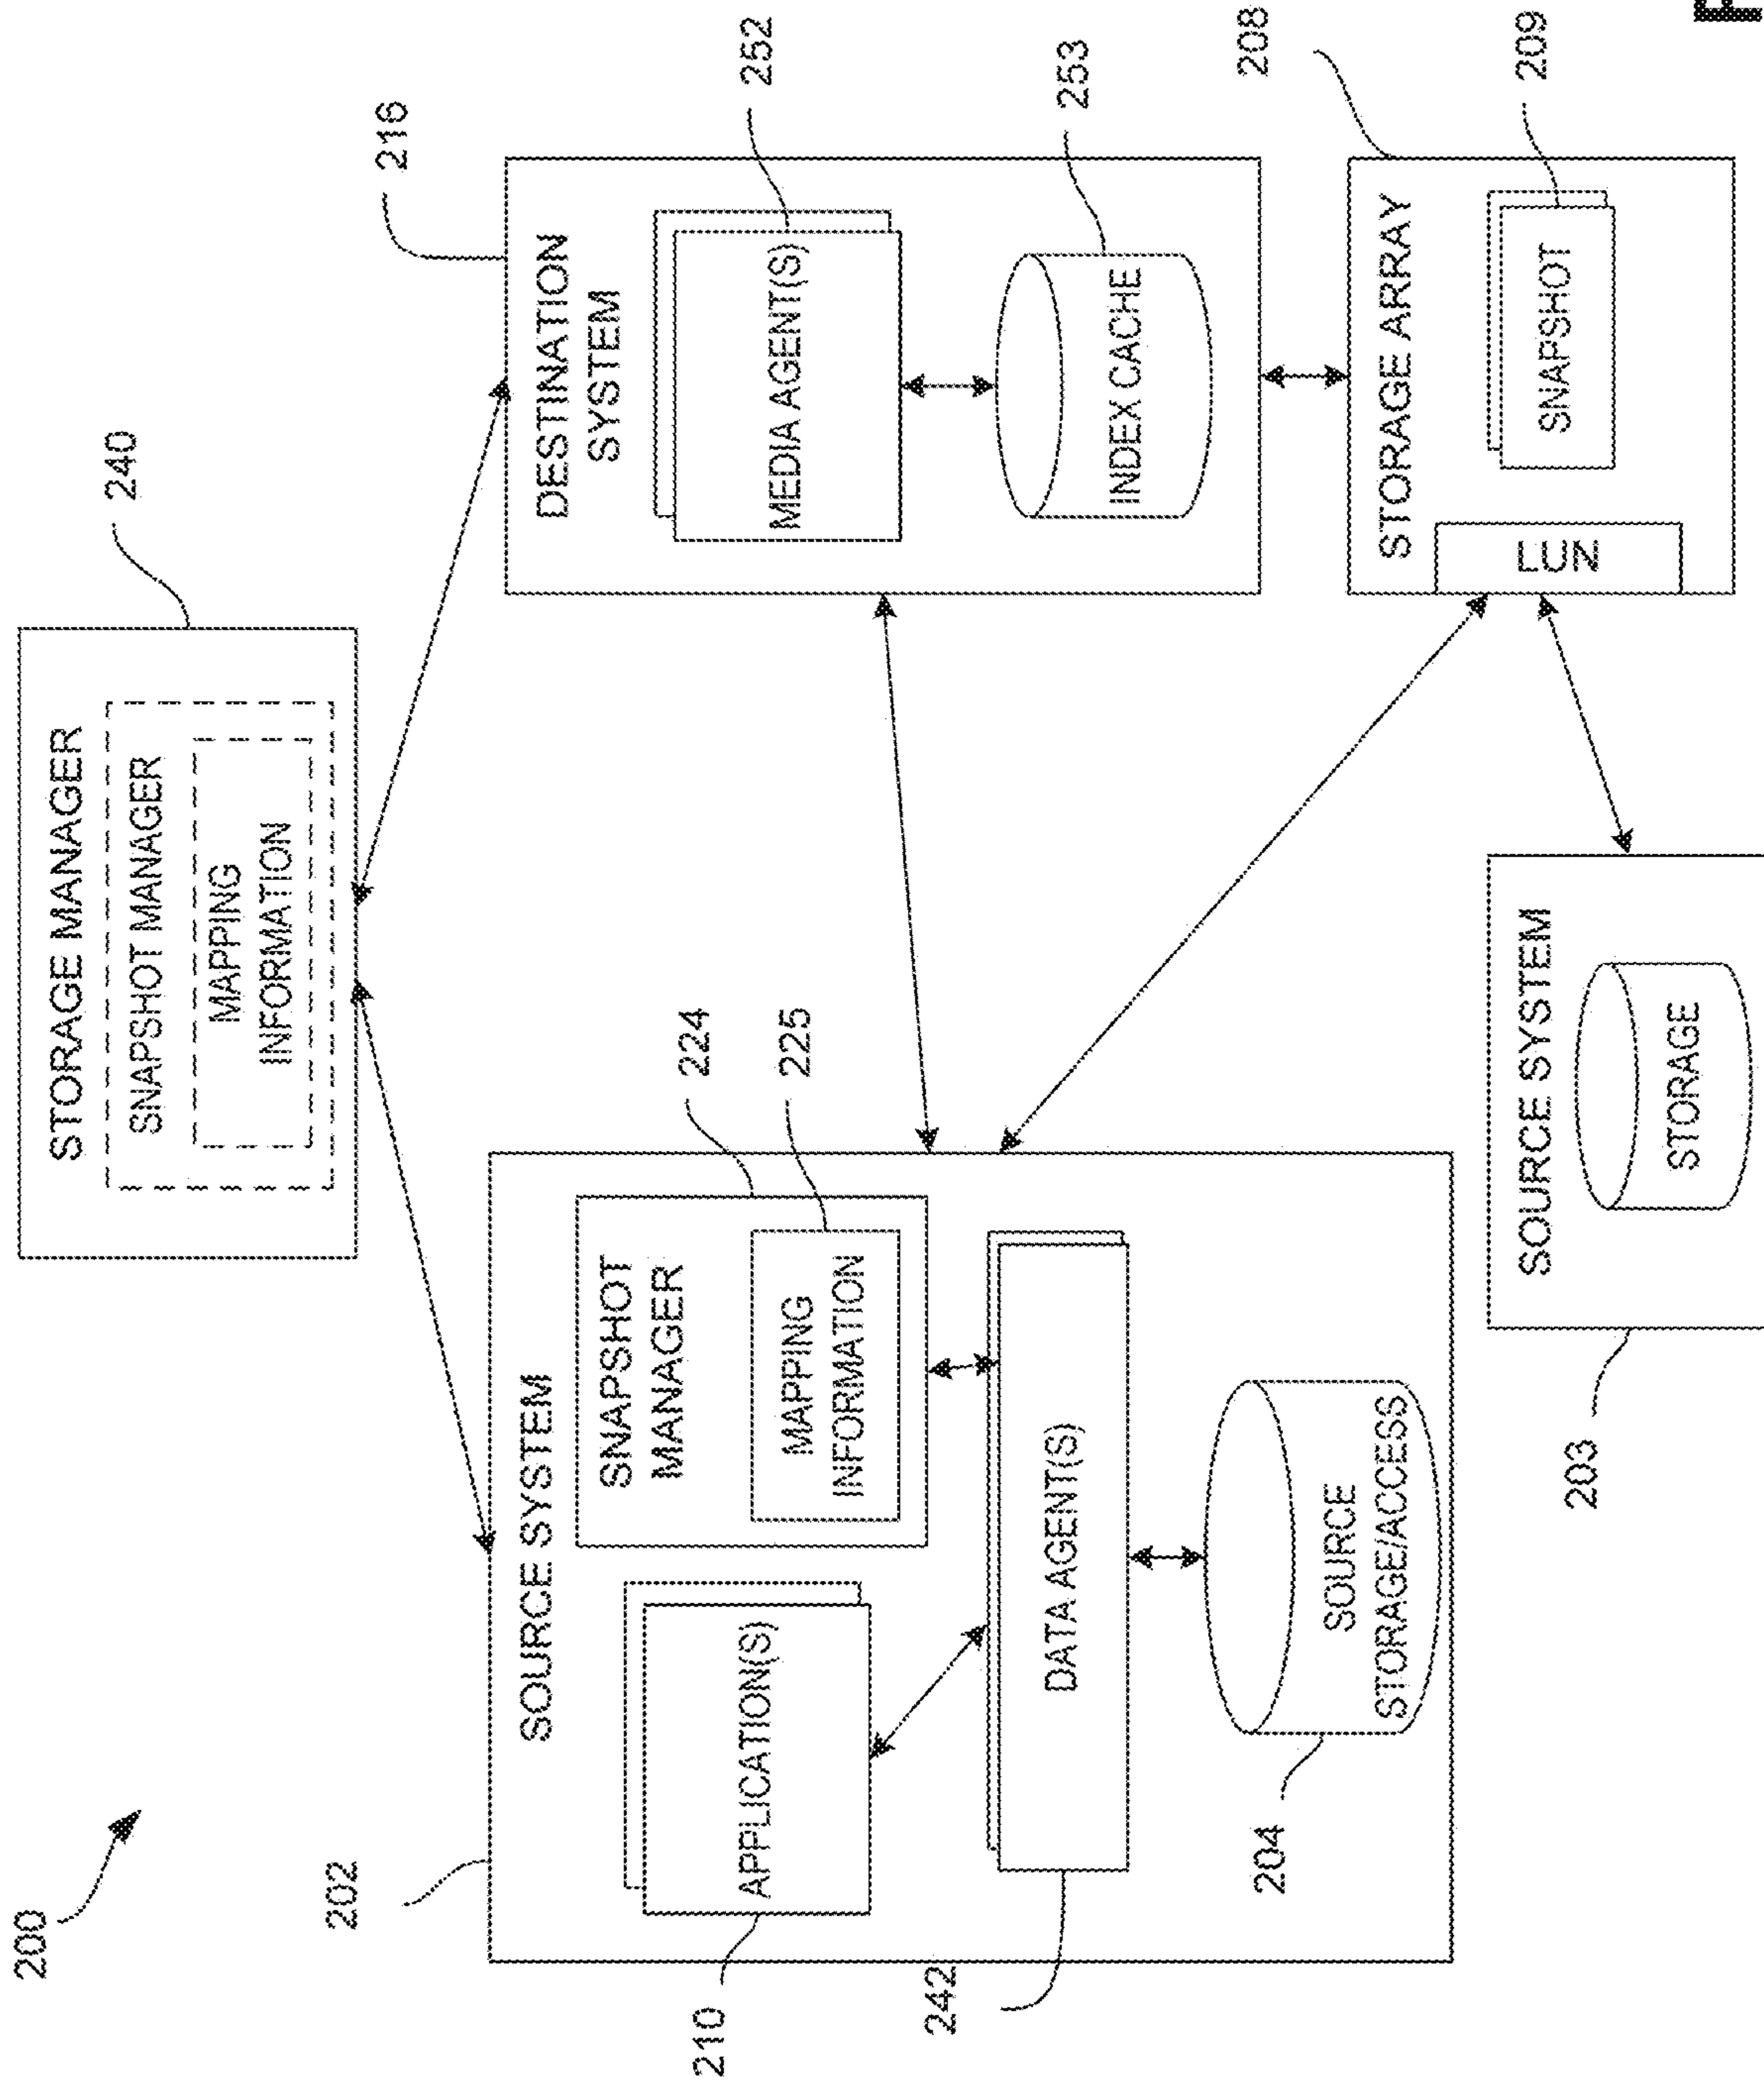 200
STORAGE MANAGER
SNAPSHOT MANAGER
MAPPING
INFORMATION
240
202
SOURCE SYSTEM
APPLICATION(S)
210
SNAPSHOT
MANAGER
MAPPING
INFORMATION
224
225
DATA AGENT(S)
242
SOURCE
STORAGE/ACCESS
204
216
DESTINATION
SYSTEM
MEDIA AGENT(S)
252
INDEX CACHE
253
208
STORAGE ARRAY
LUN
SNAPSHOT
209
SOURCE SYSTEM
STORAGE
203